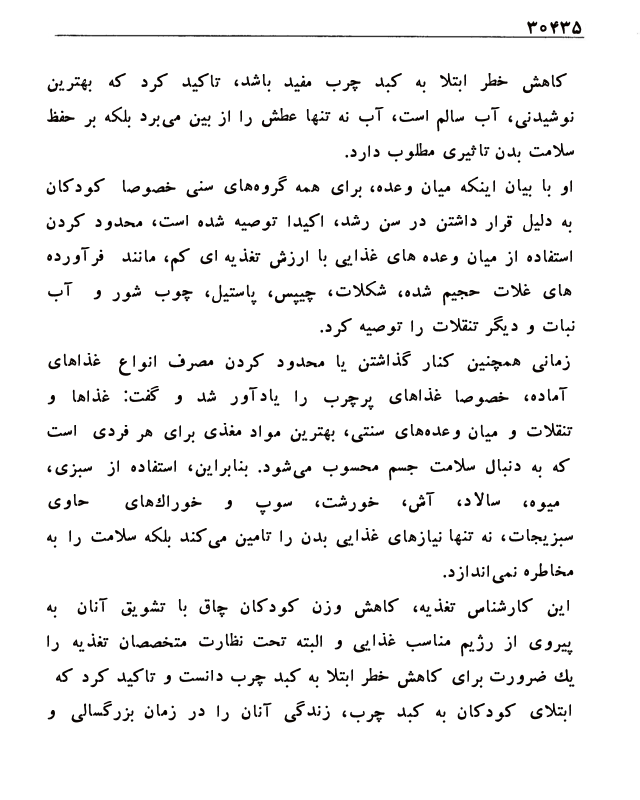 ۳۰۴۳۵
کاهش خطر ابتلا به کبد چرب مفید باشد، تاکید کرد که بهترین
نوشیدنی، آب سالم است، آب نه تنها عطش را از بین می‌برد بلکه بر حفظ
سلامت بدن تاثیری مطلوب دارد.
او با بیان اینکه میان وعده، برای همه گروه‌های سنی خصوصا کودکان
به دلیل قرار داشتن در سن رشد، اکیدا توصیه شده است، محدود کردن
استفاده از میان وعده های غذایی با ارزش تغذیه ای کم، مانند فرآورده
های غلات حجیم شده، شکلات، چیپس، پاستیل، چوب شور و آب
نبات و دیگر تنقلات را توصیه کرد.
زمانی همچنین کنار گذاشتن یا محدود کردن مصرف انواع غذاهای
آماده، خصوصا غذاهای پرچرب را یادآور شد و گفت: غذاها و
تنقلات و میان وعده‌های سنتی، بهترین مواد مغذی برای هر فردی است
که به دنبال سلامت جسم محسوب می‌شود. بنابراین، استفاده از سبزی،
میوه، سالاد، آش، خورشت، سوپ و خوراك‌های حاوی
سبزیجات، نه تنها نیازهای غذایی بدن را تامین می‌کند بلکه سلامت را به
مخاطره نمی‌اندازد.
این کارشناس تغذیه، کاهش وزن کودکان چاق با تشویق آنان به
پیروی از رژیم مناسب غذایی و البته تحت نظارت متخصصان تغذیه را
یك ضرورت برای کاهش خطر ابتلا به کبد چرب دانست و تاکید کرد که
ابتلای کودکان به کبد چرب، زندگی آنان را در زمان بزرگسالی و